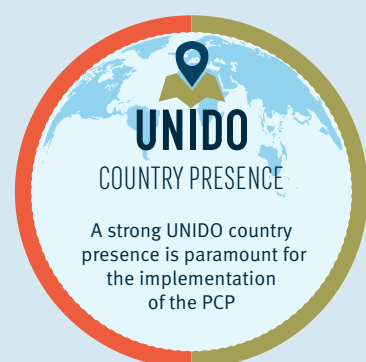 UNIDO
COUNTRY PRESENCE
A strong UNIDO country
presence is paramount for
the implementation
of the PCP